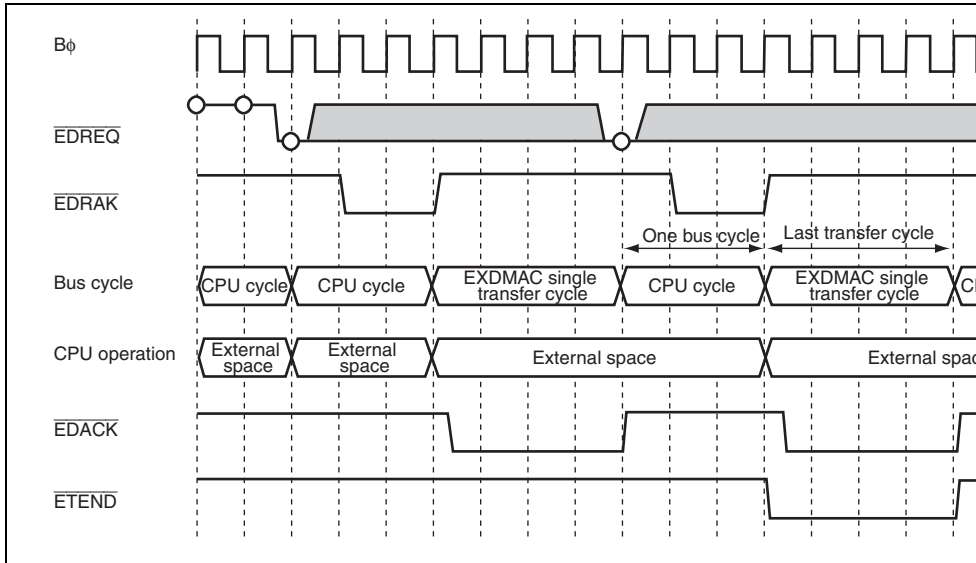 Bϕ
EDREQ
EDRAK
One bus cycle Last transfer cycle
Bus cycle CPU cycle CPU cycle EXDMAC single transfer cycle CPU cycle EXDMAC single transfer cycle
CPU operation External space External space External space External
EDACK
ETEND